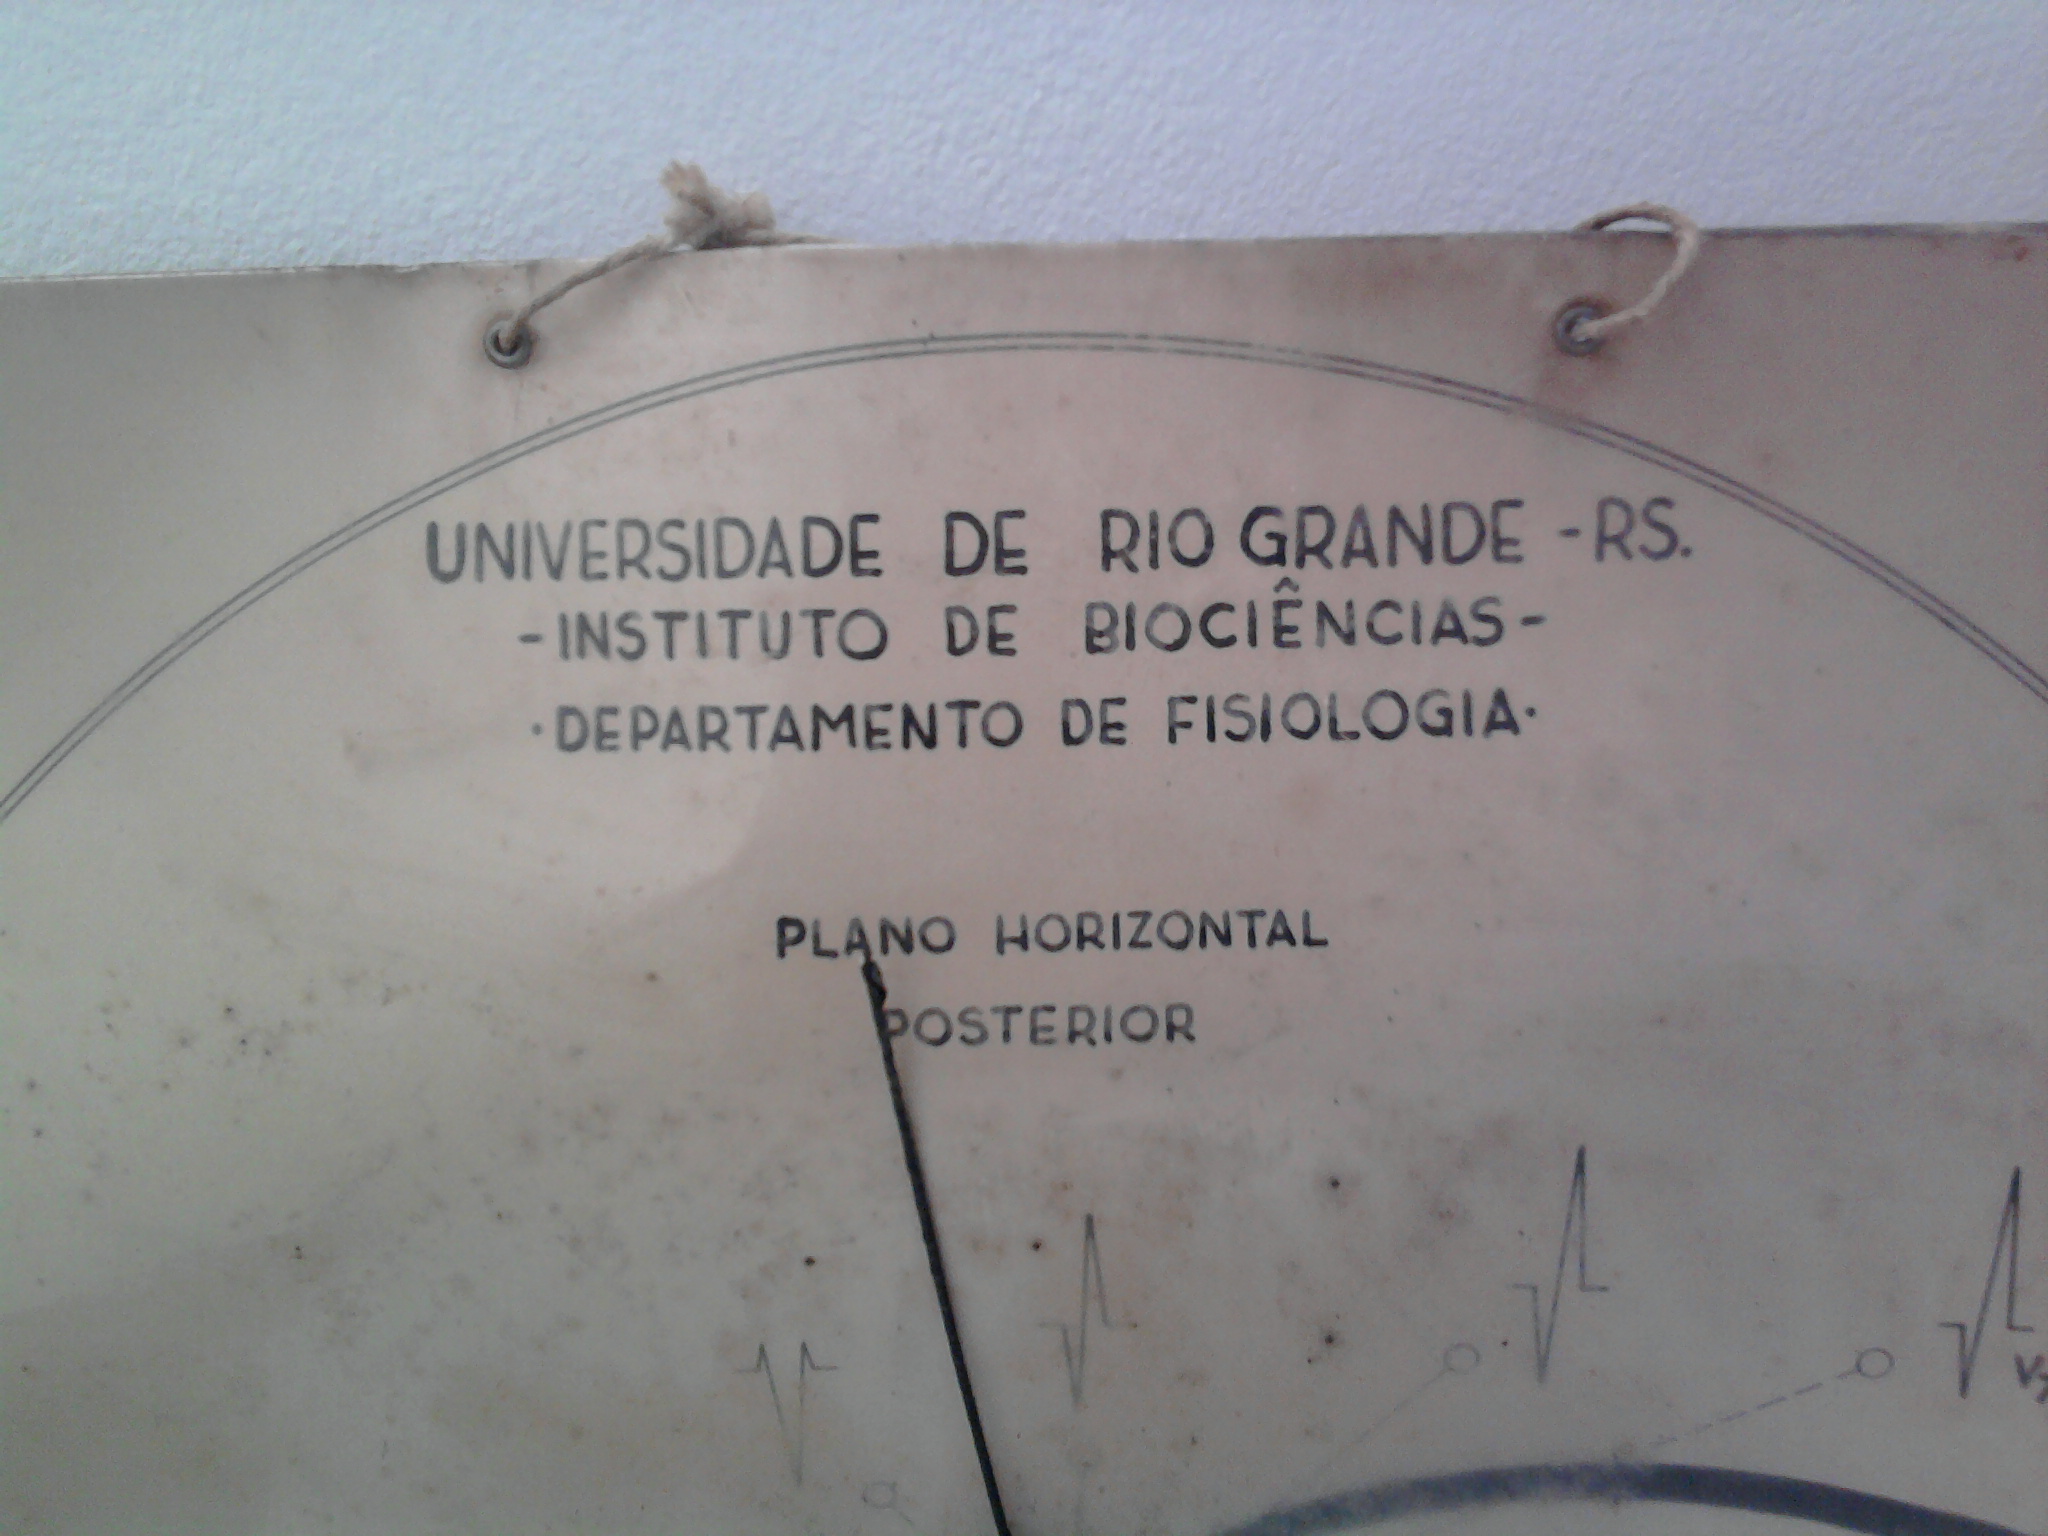 UNIVERSIDADE DE RIO GRANDE - RS.
- INSTITUTO DE BIOCIÊNCIAS -
· DEPARTAMENTO DE FISIOLOGIA ·
PLANO HORIZONTAL
POSTERIOR